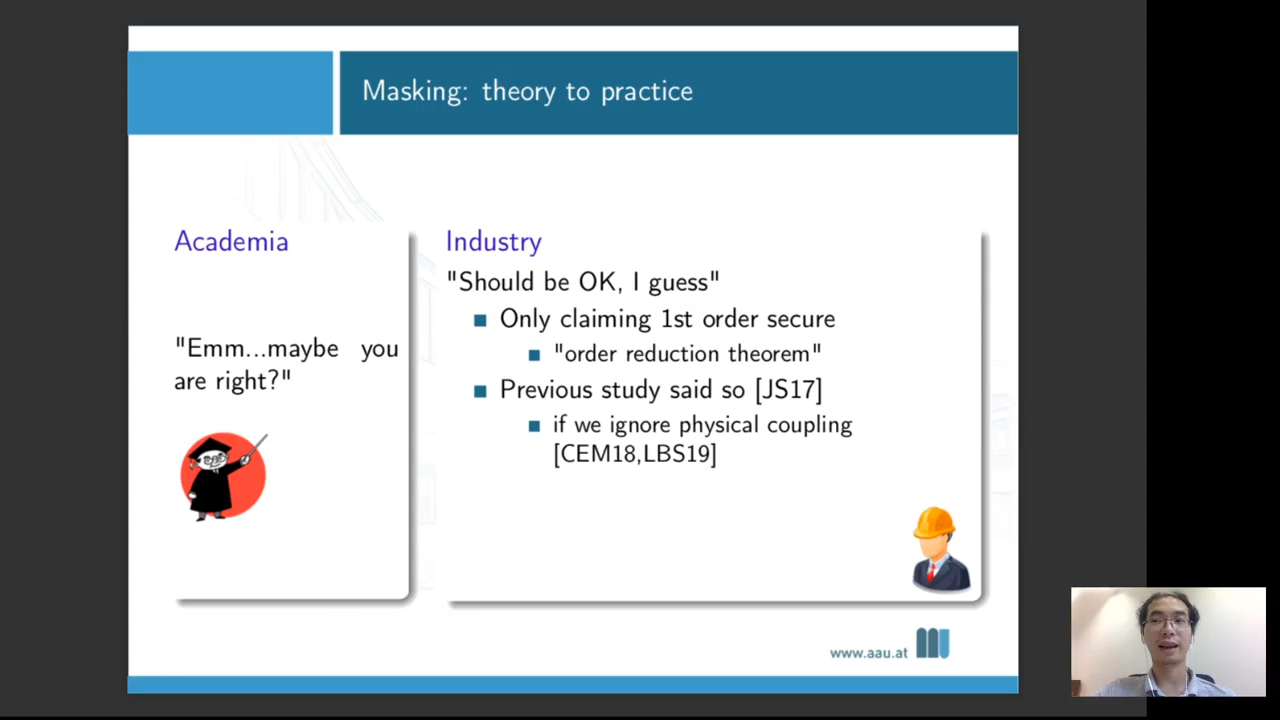 Masking: theory to practice
Academia
"Emm...maybe you
are right?"
Industry
"Should be OK, I guess"
Only claiming 1st order secure
"order reduction theorem"
Previous study said so [JS17]
if we ignore physical coupling
[CEM18,LBS19]
www.aau.at